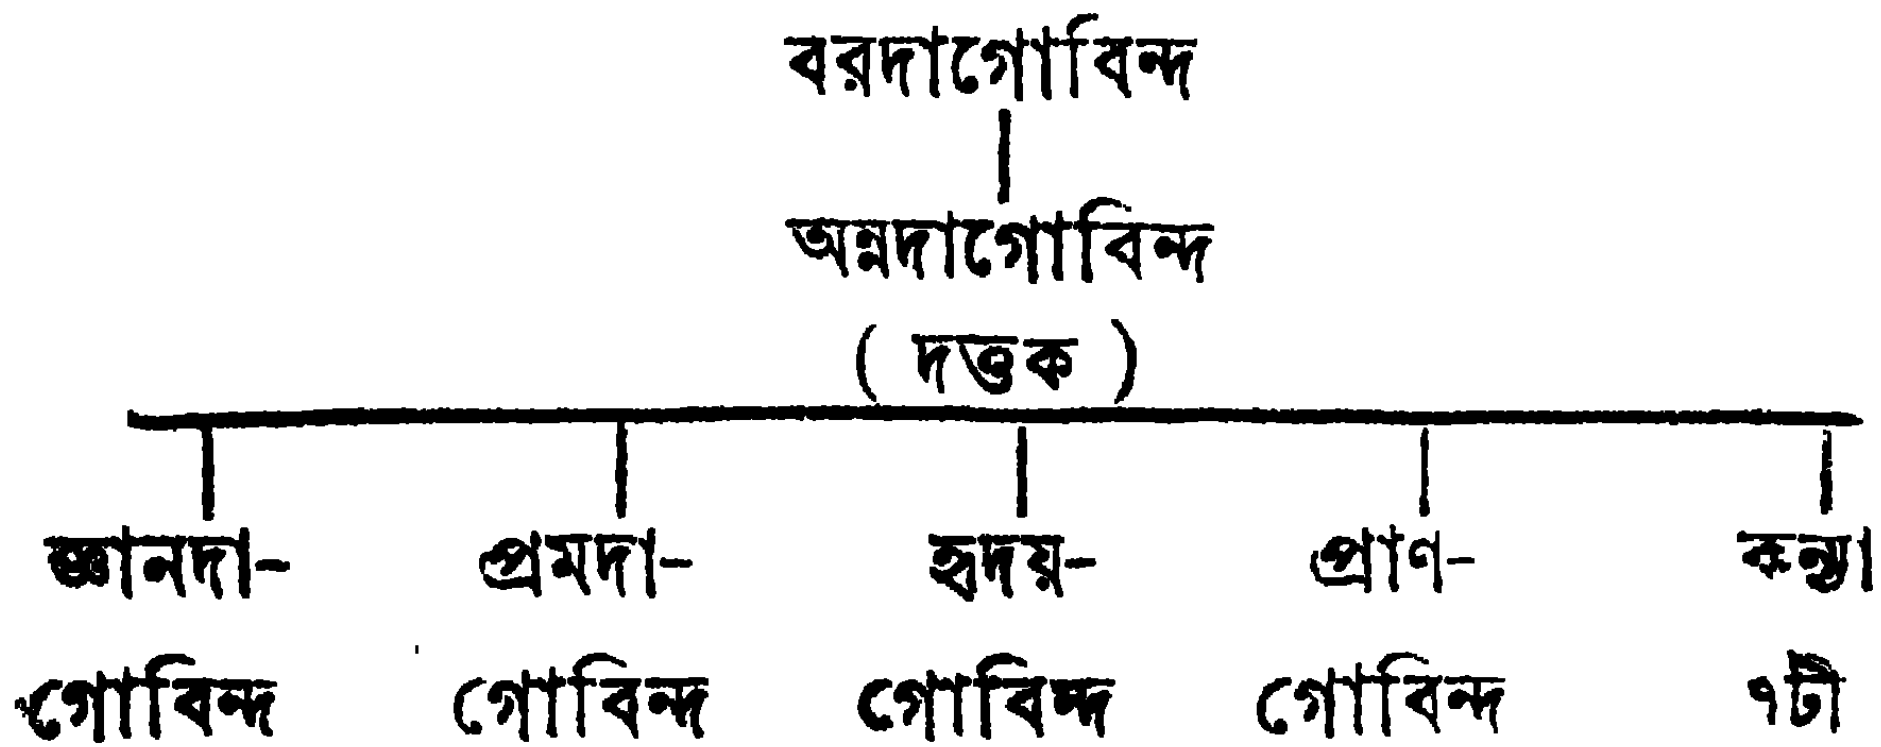 বরদাগোবিন্দ
অন্নদাগোবিন্দ
( দত্তক )
জ্ঞানদা- প্রমদা- হৃদয়- প্রাণ- কন্যা
গোবিন্দ গোবিন্দ গোবিন্দ গোবিন্দ ৭টী